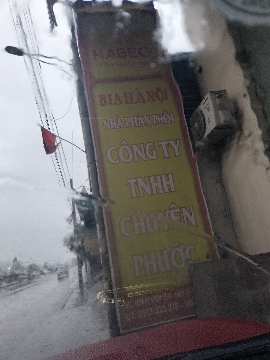 HABECO
BIA HÀ NỘI
NHÀ PHÂN PHỐI
CÔNG TY
TNHH
CHUYÊN
PHƯỚC